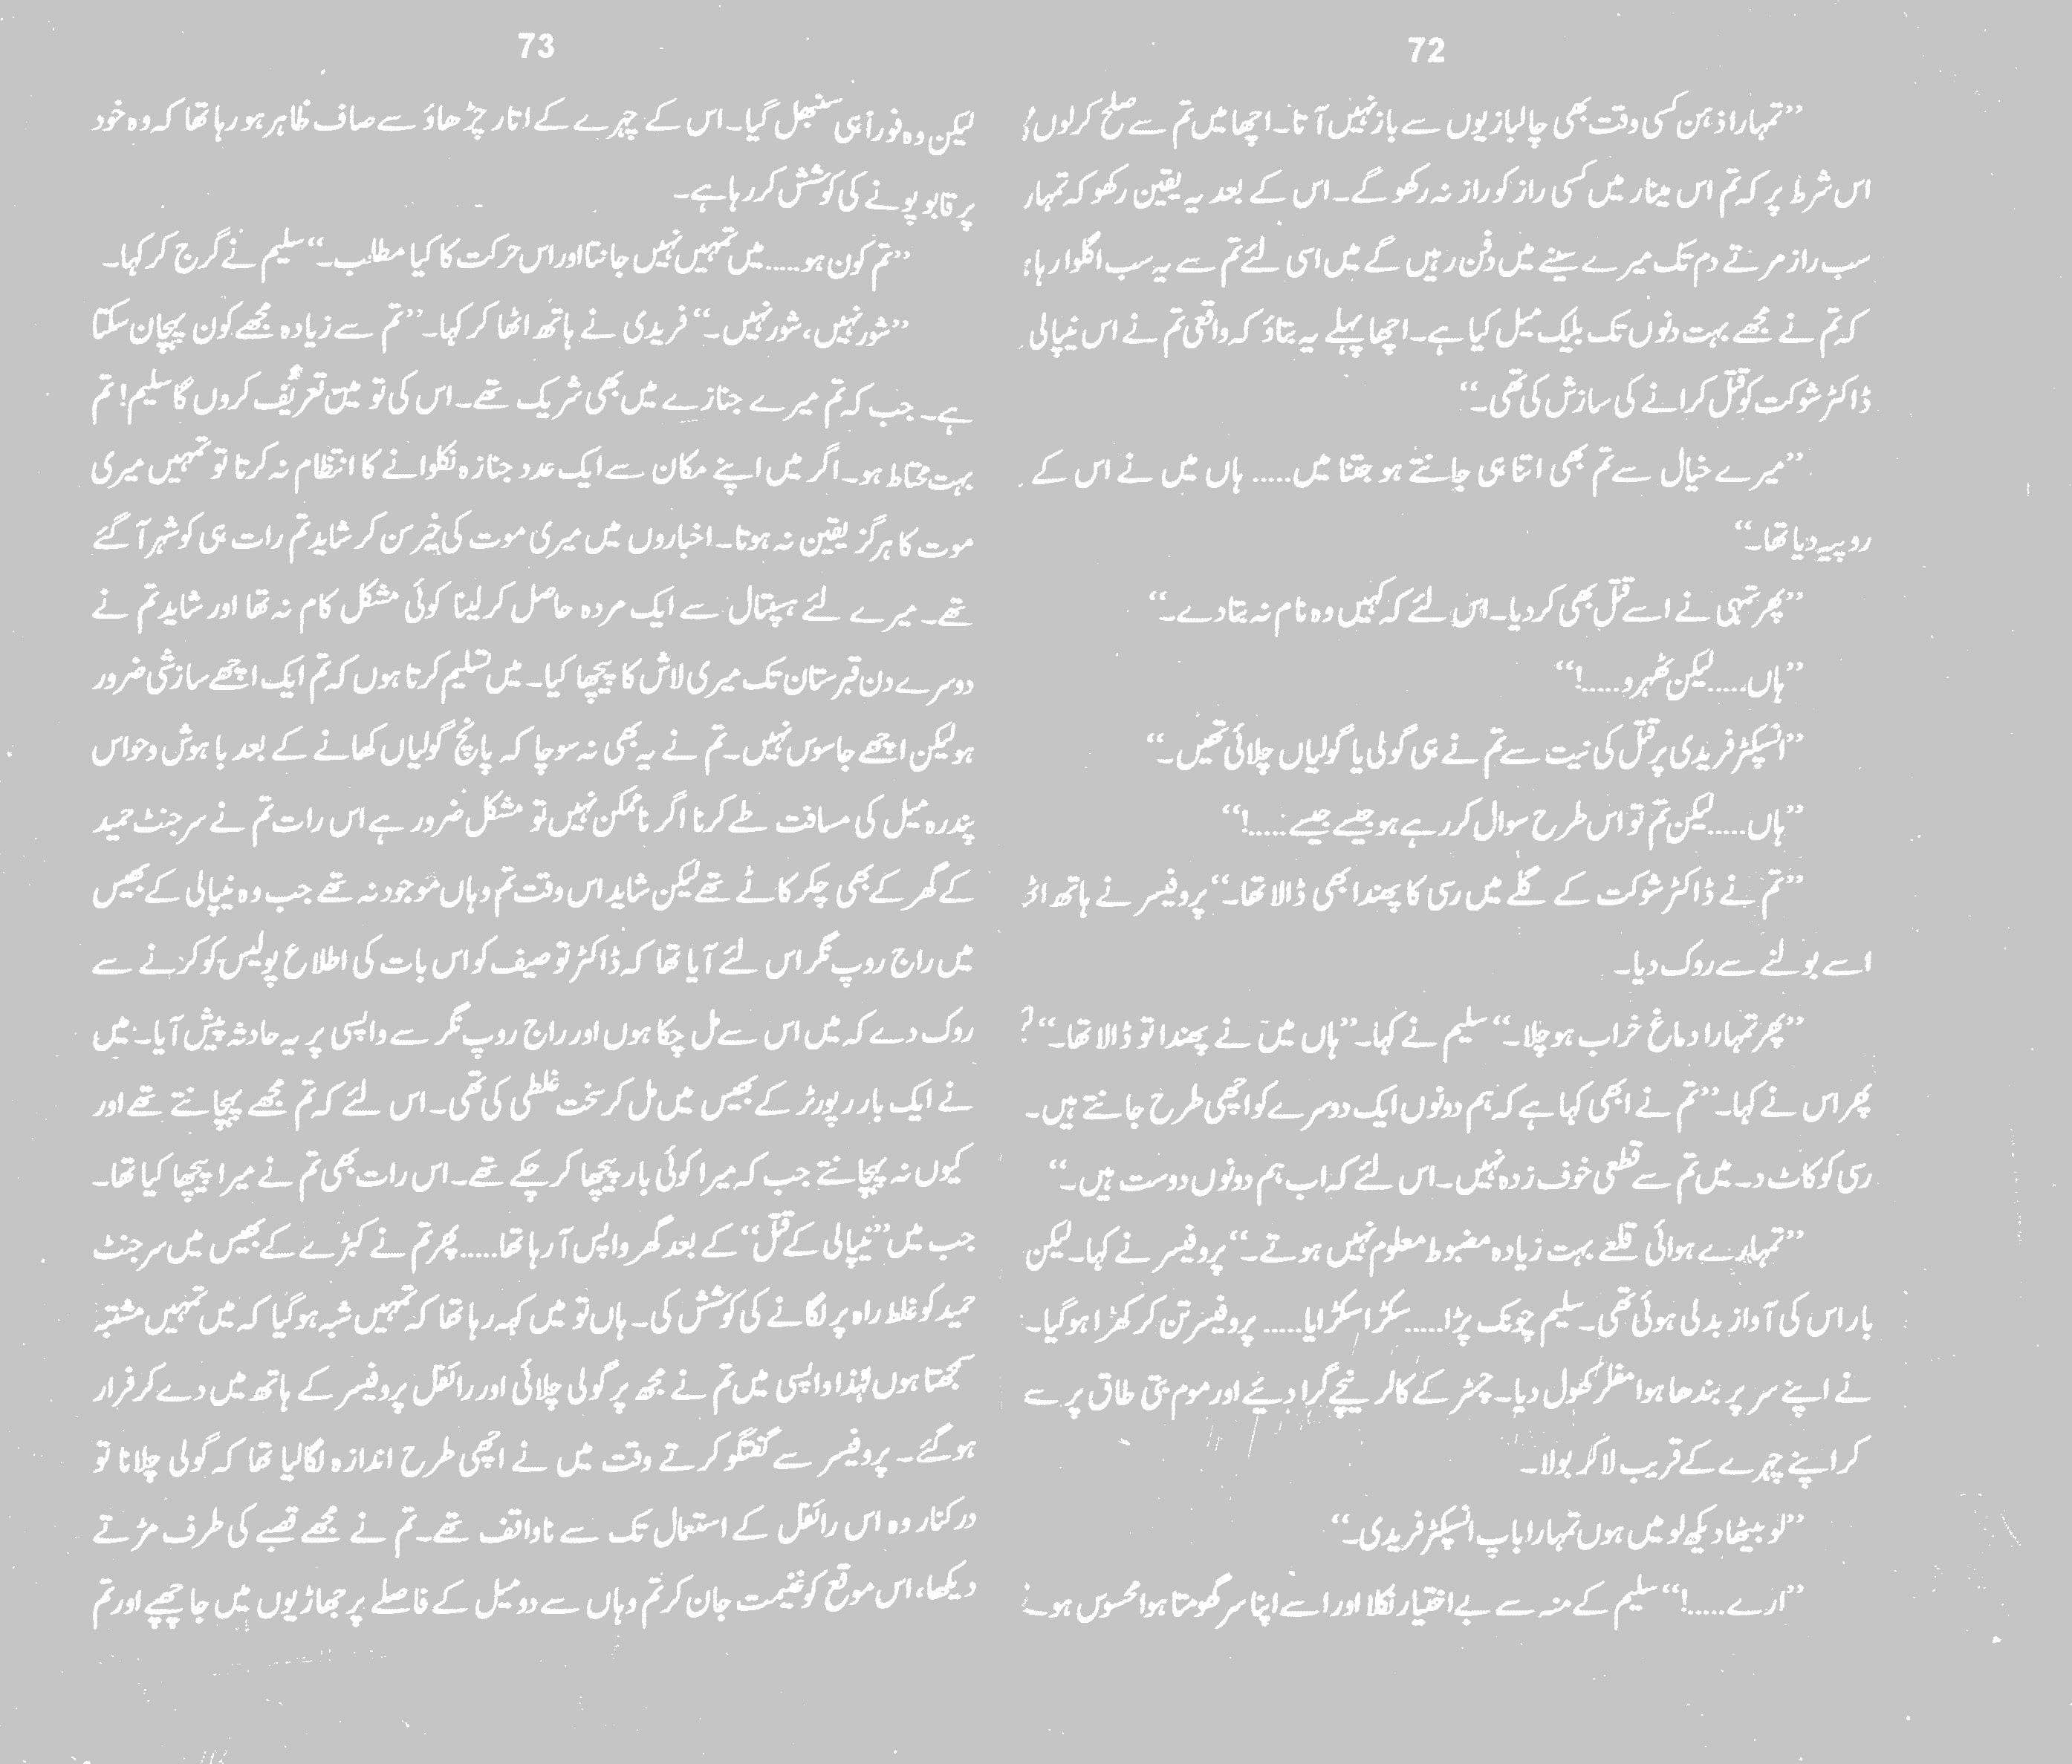 72
”تمہارا ذہن کسی وقت بھی چالبازیوں سے باز نہیں آتا۔ اچھا میں تم سے صلح کرلوں
اس شرط پر کہ تم اس مینار میں کسی راز کو راز نہ رکھو گے۔ اس کے بعد یہ یقین رکھو کہ تمہار
سب راز مرتے دم تک میرے سینے میں دفن رہیں گے میں اسی لئے تم سے یہ سب اگلوا رہا
کہ تم نے مجھے بہت دنوں تک بلیک میل کیا ہے۔ اچھا پہلے یہ بتاؤ کہ واقعی تم نے اس نیپالی
ڈاکٹر شوکت کو قتل کرانے کی سازش کی تھی۔“
”میرے خیال سے تم بھی اتنا ہی جانتے ہو جتنا میں...... ہاں میں نے اس کے
روپیہ دیا تھا۔“
”پھر تمہی نے اسے قتل بھی کردیا۔ اس لئے کہ کہیں وہ نام نہ بتادے۔“
”ہاں......لیکن ٹھہرو......!“
”انسپکٹر فریدی پر قتل کی نیت سے تم نے ہی گولی یا گولیاں چلائی تھیں۔“
”ہاں......لیکن تم تو اس طرح سوال کررہے ہو جیسے جیسے......!“
”تم نے ڈاکٹر شوکت کے گلے میں رسی کا پھندا بھی ڈالا تھا۔“ پروفیسر نے ہاتھ اٹھ
اسے بولنے سے روک دیا۔
”پھر تمہارا دماغ خراب ہو چلا۔“ سلیم نے کہا۔ ”ہاں میں نے پھندا تو ڈالا تھا۔“
پھر اس نے کہا۔ ”تم نے ابھی کہا ہے کہ ہم دونوں ایک دوسرے کو اچھی طرح جانتے ہیں۔
رسی کو کاٹ دو۔ میں تم سے قطعی خوف زدہ نہیں۔ اس لئے کہ اب ہم دونوں دوست ہیں۔“
”تمہارے ہوائی قلعے بہت زیادہ مضبوط معلوم نہیں ہوتے۔“ پروفیسر نے کہا۔ لیکن
بار اس کی آواز بدلی ہوئی تھی۔ سلیم چونک پڑا......سکڑا سکڑایا...... پروفیسر تن کر کھڑا ہوگیا۔
نے اپنے سر پر بندھا ہوا مفلر کھول دیا۔ چسٹر کے کالر نیچے گرا دیئے اور موم بتی طاق پر سے
کر اپنے چہرے کے قریب لا کر بولا۔
”لو بیٹھا دیکھ لو میں ہوں تمہارا باپ انسپکٹر فریدی۔“
”ارے......!“ سلیم کے منہ سے بے اختیار نکلا اور اسے اپنا سر گھومتا ہوا محسوس ہو
73
لیکن وہ فوراً ہی سنبھل گیا۔ اس کے چہرے کے اتار چڑھاؤ سے صاف ظاہر ہو رہا تھا کہ وہ خود
پر قابو پونے کی کوشش کر رہا ہے۔
”تم کون ہو...... میں تمہیں نہیں جانتا اور اس حرکت کا کیا مطلب۔“ سلیم نے گرج کر کہا۔
”شور نہیں، شور نہیں۔“ فریدی نے ہاتھ اٹھا کر کہا۔ ”تم سے زیادہ مجھے کون پہچان سکتا
ہے۔ جب کہ تم میرے جنازے میں بھی شریک تھے۔ اس کی تو میں تعریف کروں گا سلیم! تم
بہت محتاط ہو۔ اگر میں اپنے مکان سے ایک عدد جنازہ نکلوانے کا انتظام نہ کرتا تو تمہیں میری
موت کا ہرگز یقین نہ ہوتا۔ اخباروں میں میری موت کی خبر سن کر شاید تم رات ہی کو شہر آ گئے
تھے۔ میرے لئے ہسپتال سے ایک مردہ حاصل کرلینا کوئی مشکل کام نہ تھا اور شاید تم نے
دوسرے دن قبرستان تک میری لاش کا پیچھا کیا۔ میں تسلیم کرتا ہوں کہ تم ایک اچھے سازشی ضرور
ہو لیکن اچھے جاسوس نہیں۔ تم نے یہ بھی نہ سوچا کہ پانچ گولیاں کھانے کے بعد باہوش وحواس
پندرہ میل کی مسافت طے کرنا اگر ناممکن نہیں تو مشکل ضرور ہے اس رات تم نے سرجنٹ حمید
کے گھر کے بھی چکر کاٹے تھے لیکن شاید اس وقت تم وہاں موجود نہ تھے جب وہ نیپالی کے بھیس
میں راج روپ نگر اس لئے آیا تھا کہ ڈاکٹر توصیف کو اس بات کی اطلاع پولیس کو کرنے سے
روک دے کہ میں اس سے مل چکا ہوں اور راج روپ نگر سے واپسی پر یہ حادثہ پیش آیا۔ میں
نے ایک بار رپورٹر کے بھیس میں مل کر سخت غلطی کی تھی۔ اس لئے کہ تم مجھے پہچانتے تھے اور
کیوں نہ پہچانتے جب کہ میرا کوئی بار پیچھا کر چکے تھے۔ اس رات بھی تم نے میرا پیچھا کیا تھا۔
جب میں ”نیپالی کے قتل“ کے بعد گھر واپس آ رہا تھا......پھر تم نے کبڑے کے بھیس میں سرجنٹ
حمید کو غلط راہ پر لگانے کی کوشش کی۔ ہاں تو میں کہہ رہا تھا کہ تمہیں شبہ ہوگیا کہ میں تمہیں مشتبہ
سمجھتا ہوں لہٰذا واپسی میں تم نے مجھ پر گولی چلائی اور رائفل پروفیسر کے ہاتھ میں دے کر فرار
ہوگئے۔ پروفیسر سے گفتگو کرتے وقت میں نے اچھی طرح اندازہ لگالیا تھا کہ گولی چلانا تو
درکنار وہ اس رائفل کے استعمال تک سے ناواقف تھے۔ تم نے مجھے قصبے کی طرف مڑتے
دیکھا، اس موقع کو غنیمت جان کر تم وہاں سے دو میل کے فاصلے پر جھاڑیوں میں جا چھپے اور تم